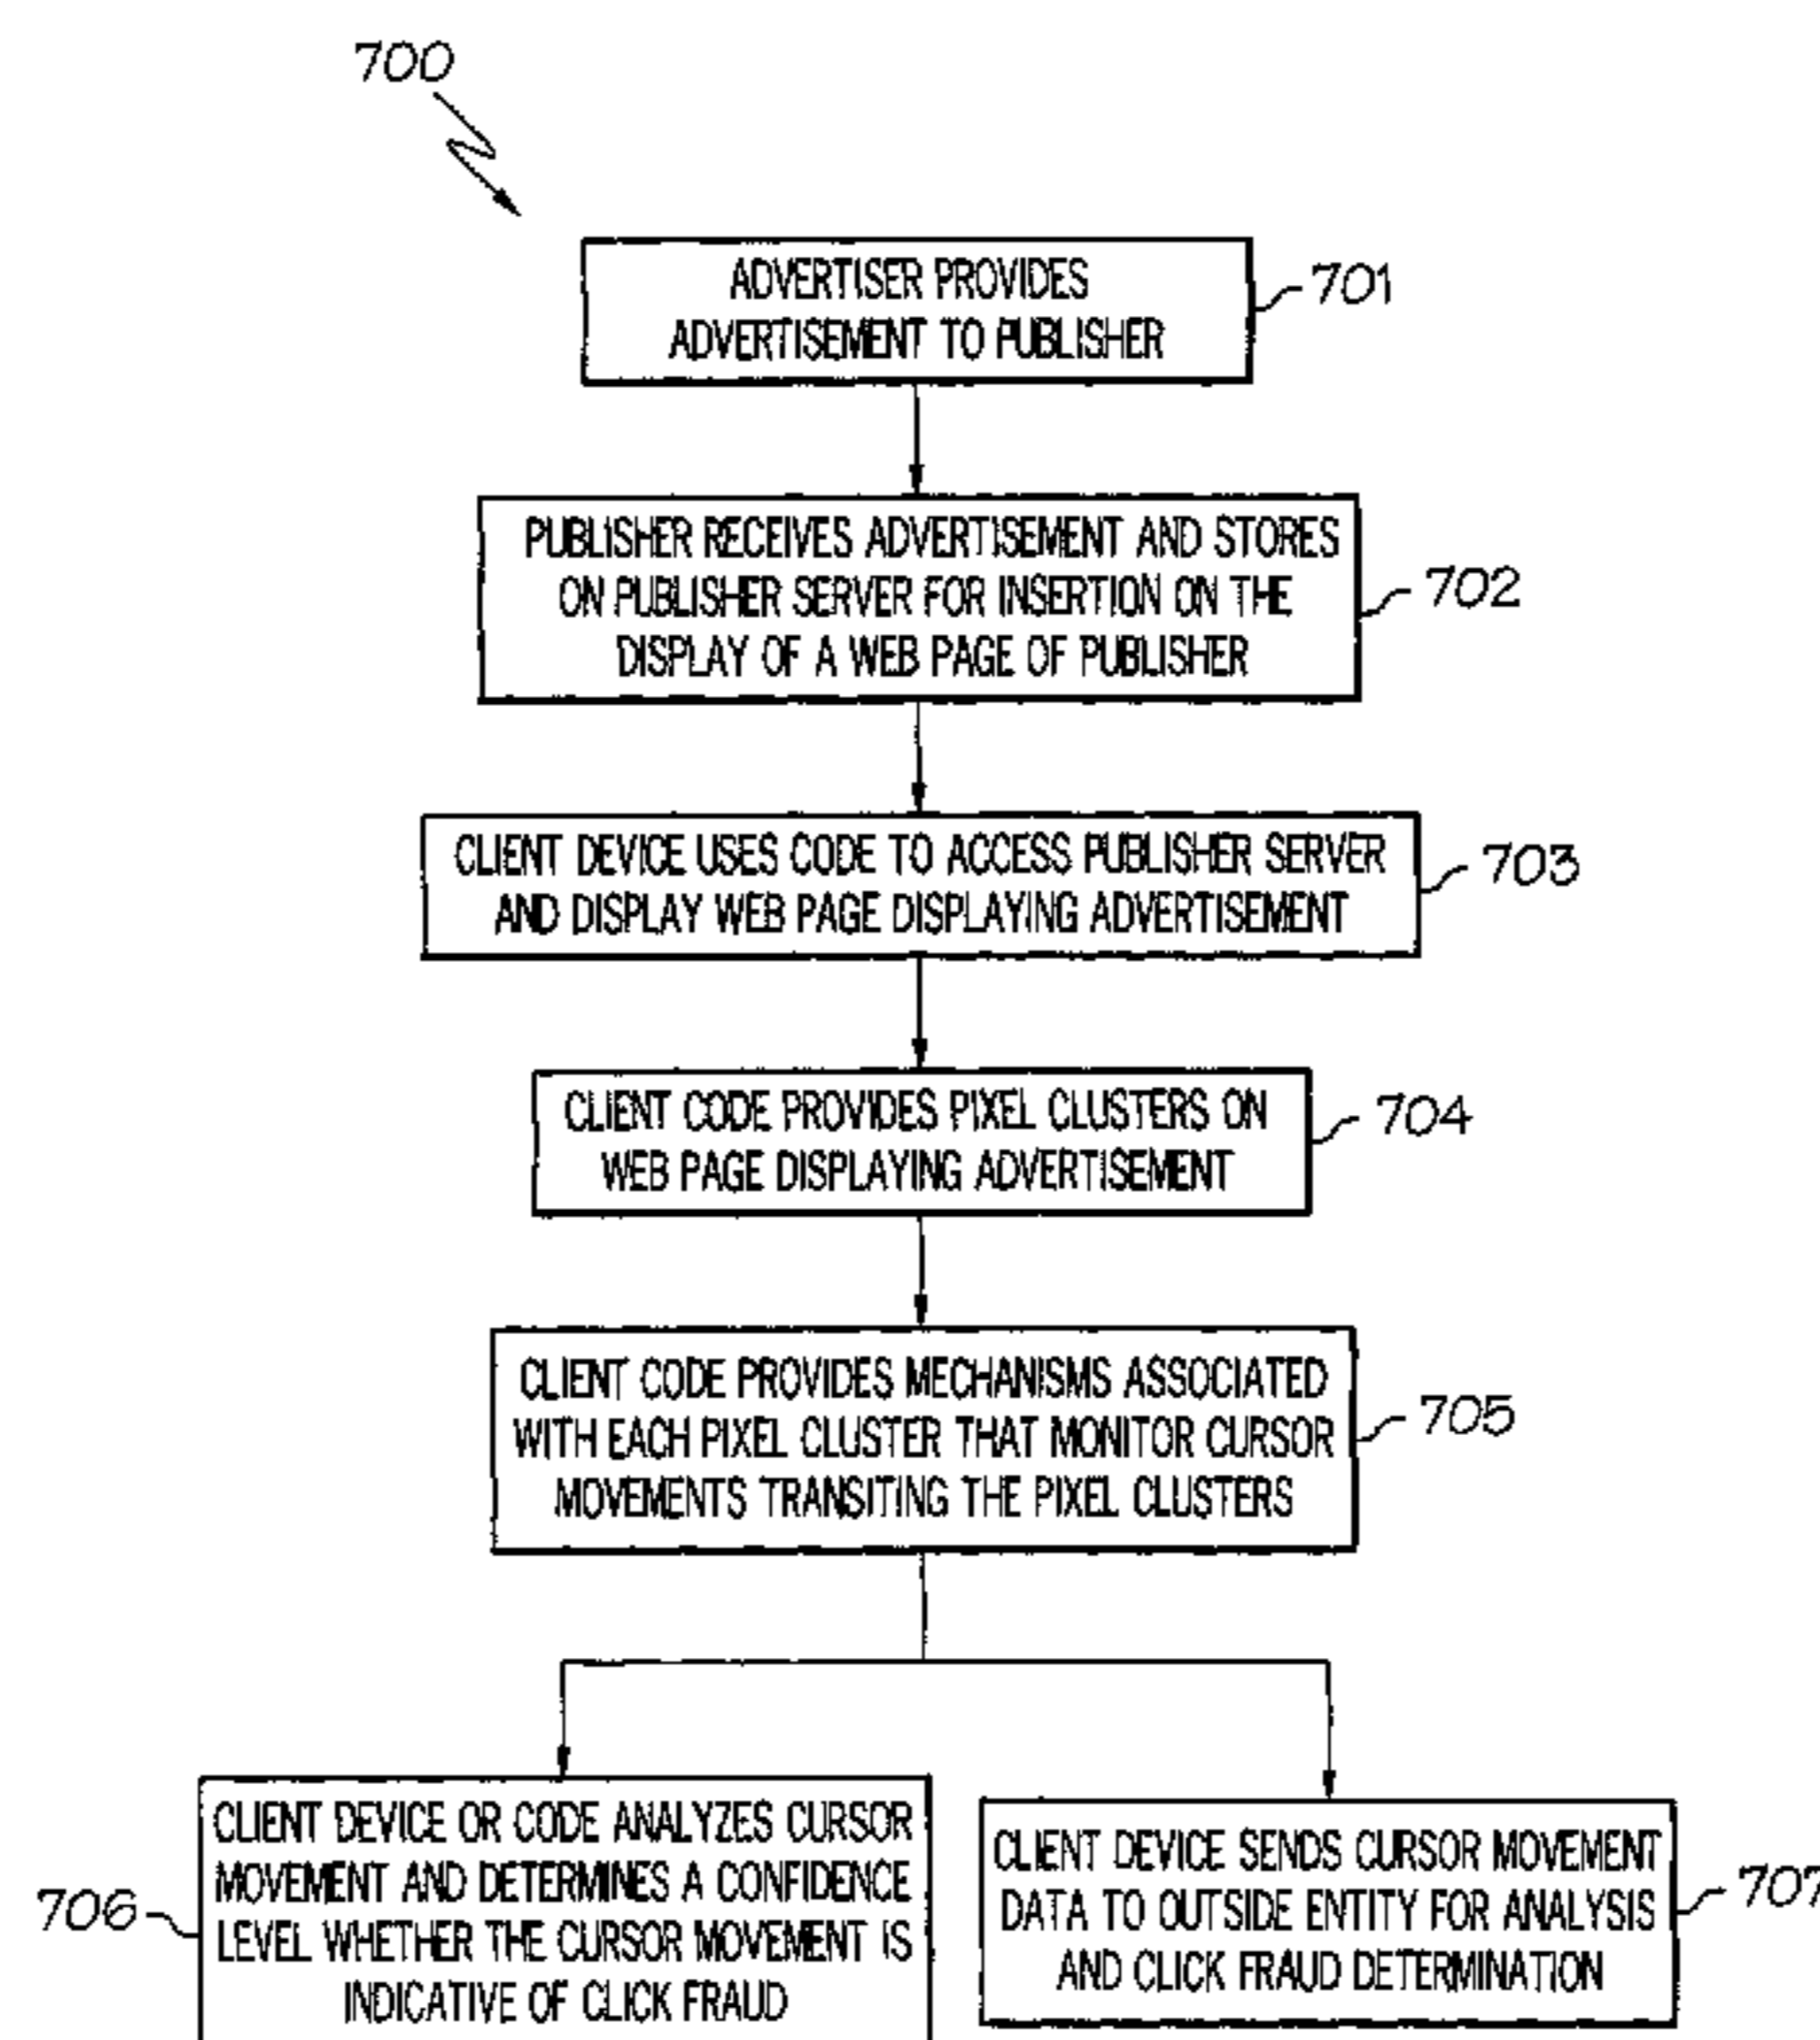 700
ADVERTISER PROVIDES
ADVERTISEMENT TO PUBLISHER
701
PUBLISHER RECEIVES ADVERTISEMENT AND STORES
ON PUBLISHER SERVER FOR INSERTION ON THE
DISPLAY OF A WEB PAGE OF PUBLISHER
702
CLIENT DEVICE USES CODE TO ACCESS PUBLISHER SERVER
AND DISPLAY WEB PAGE DISPLAYING ADVERTISEMENT
703
CLIENT CODE PROVIDES PIXEL CLUSTERS ON
WEB PAGE DISPLAYING ADVERTISEMENT
704
CLIENT CODE PROVIDES MECHANISMS ASSOCIATED
WITH EACH PIXEL CLUSTER THAT MONITOR CURSOR
MOVEMENTS TRANSITING THE PIXEL CLUSTERS
705
706
CLIENT DEVICE OR CODE ANALYZES CURSOR
MOVEMENT AND DETERMINES A CONFIDENCE
LEVEL WHETHER THE CURSOR MOVEMENT IS
INDICATIVE OF CLICK FRAUD
CLIENT DEVICE SENDS CURSOR MOVEMENT
DATA TO OUTSIDE ENTITY FOR ANALYSIS
AND CLICK FRAUD DETERMINATION
707